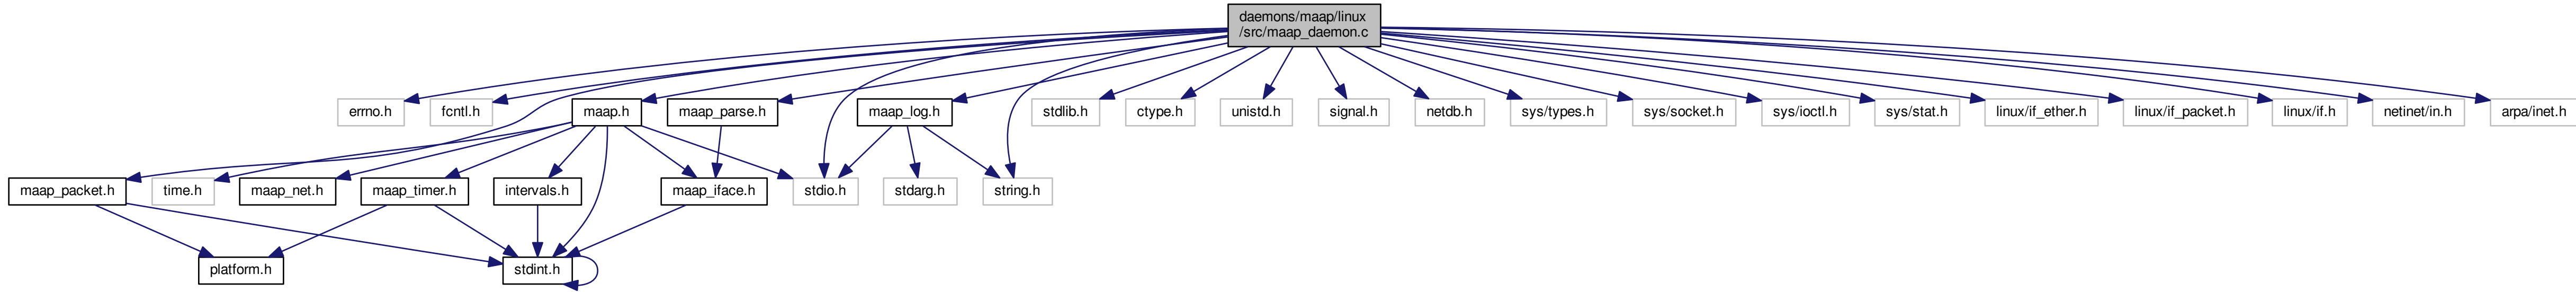 daemons/maap/linux
/src/maap_daemon.c
errno.h
fcntl.h
maap.h
maap_parse.h
maap_log.h
stdlib.h
ctype.h
unistd.h
signal.h
netdb.h
sys/types.h
sys/socket.h
sys/ioctl.h
sys/stat.h
linux/if_ether.h
linux/if_packet.h
linux/if.h
netinet/in.h
arpa/inet.h
maap_packet.h
time.h
maap_net.h
maap_timer.h
intervals.h
maap_iface.h
stdio.h
stdarg.h
string.h
platform.h
stdint.h